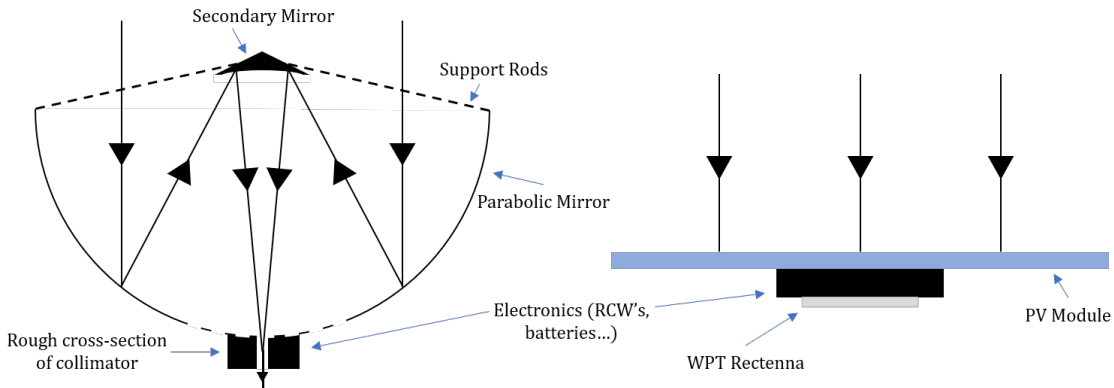 Secondary Mirror
Support Rods
Parabolic Mirror
Electronics (RCW's,
batteries…)
Rough cross-section
of collimator
PV Module
WPT Rectenna